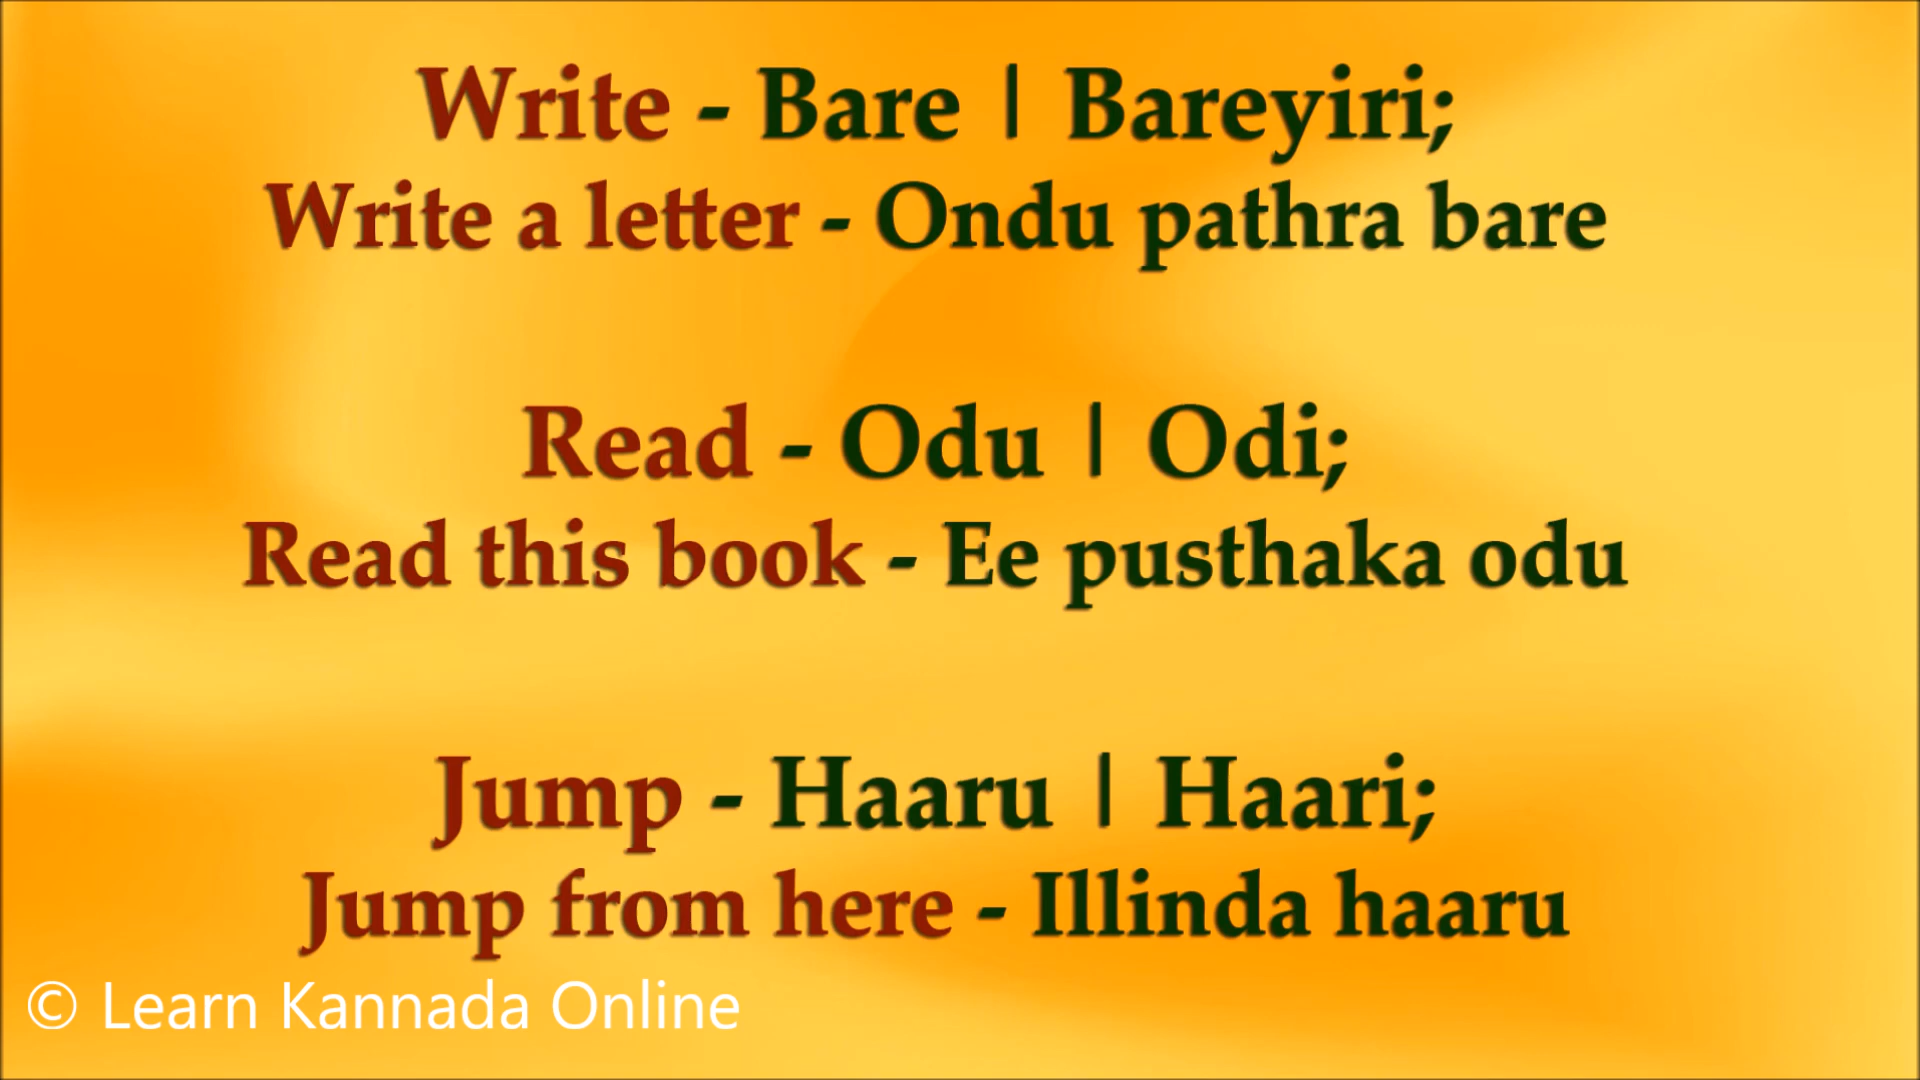 Write - Bare | Bareyiri;
Write a letter - Ondu pathra bare
Read - Odu | Odi;
Read this book - Ee pusthaka odu
Jump - Haaru | Haari;
Jump from here - Illinda haaru
© Learn Kannada Online